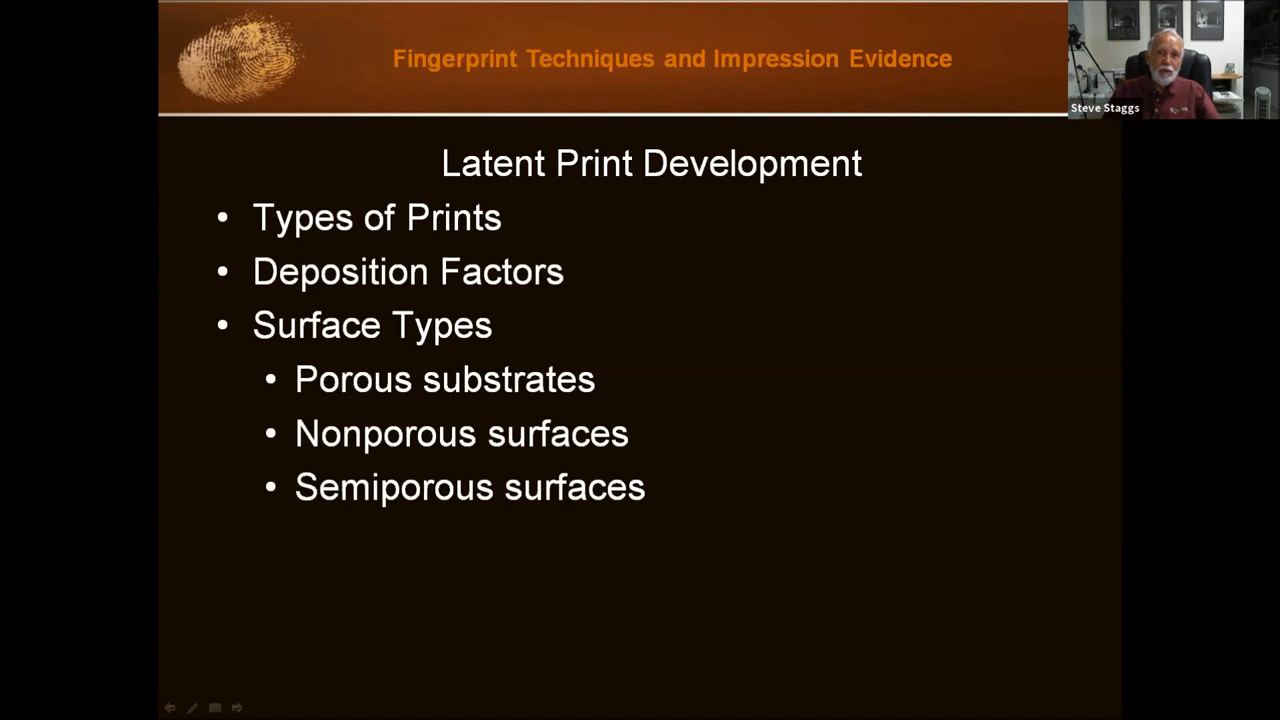 Fingerprint Techniques and Impression Evidence
Steve Staggs
Latent Print Development
• Types of Prints
• Deposition Factors
• Surface Types
• Porous substrates
• Nonporous surfaces
• Semiporous surfaces